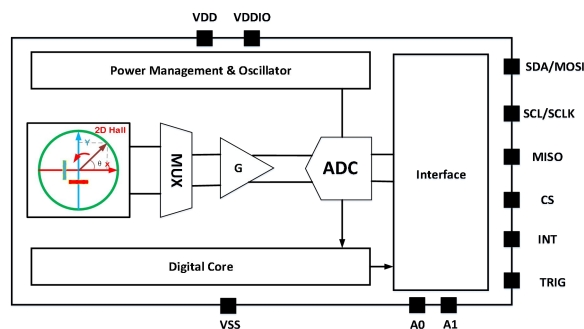 VDD VDDIO
Power Management & Oscillator
SDA/MOSI
SCL/SCLK
2D Hall
Y
θ
X
MUX
G
ADC
Interface
MISO
CS
INT
Digital Core
TRIG
VSS
A0 A1